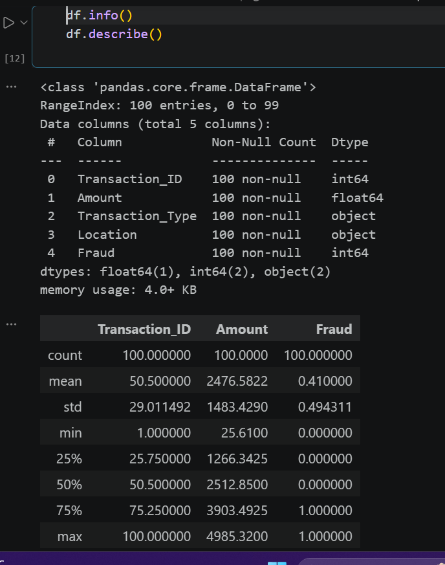 df.info()
df.describe()
[12]
... <class 'pandas.core.frame.DataFrame'>
RangeIndex: 100 entries, 0 to 99
Data columns (total 5 columns):
 #   Column            Non-Null Count  Dtype
---  ------            --------------  -----
 0   Transaction_ID    100 non-null    int64
 1   Amount            100 non-null    float64
 2   Transaction_Type  100 non-null    object
 3   Location          100 non-null    object
 4   Fraud             100 non-null    int64
dtypes: float64(1), int64(2), object(2)
memory usage: 4.0+ KB
...
Transaction_ID Amount Fraud
count 100.000000 100.0000 100.000000
mean 50.500000 2476.5822 0.410000
std 29.011492 1483.4290 0.494311
min 1.000000 25.6100 0.000000
25% 25.750000 1266.3425 0.000000
50% 50.500000 2512.8500 0.000000
75% 75.250000 3903.4925 1.000000
max 100.000000 4985.3200 1.000000